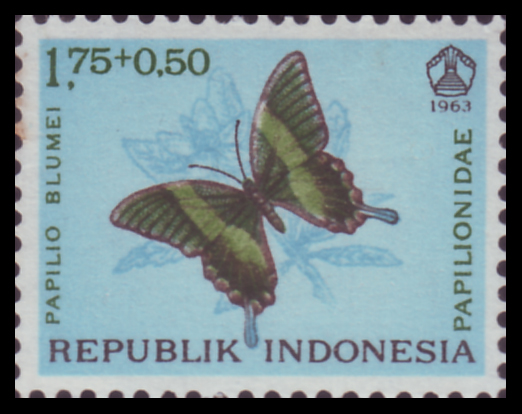 1,75+0,50
1963
PAPILIO BLUMEI
PAPILIONIDAE
REPUBLIK INDONESIA